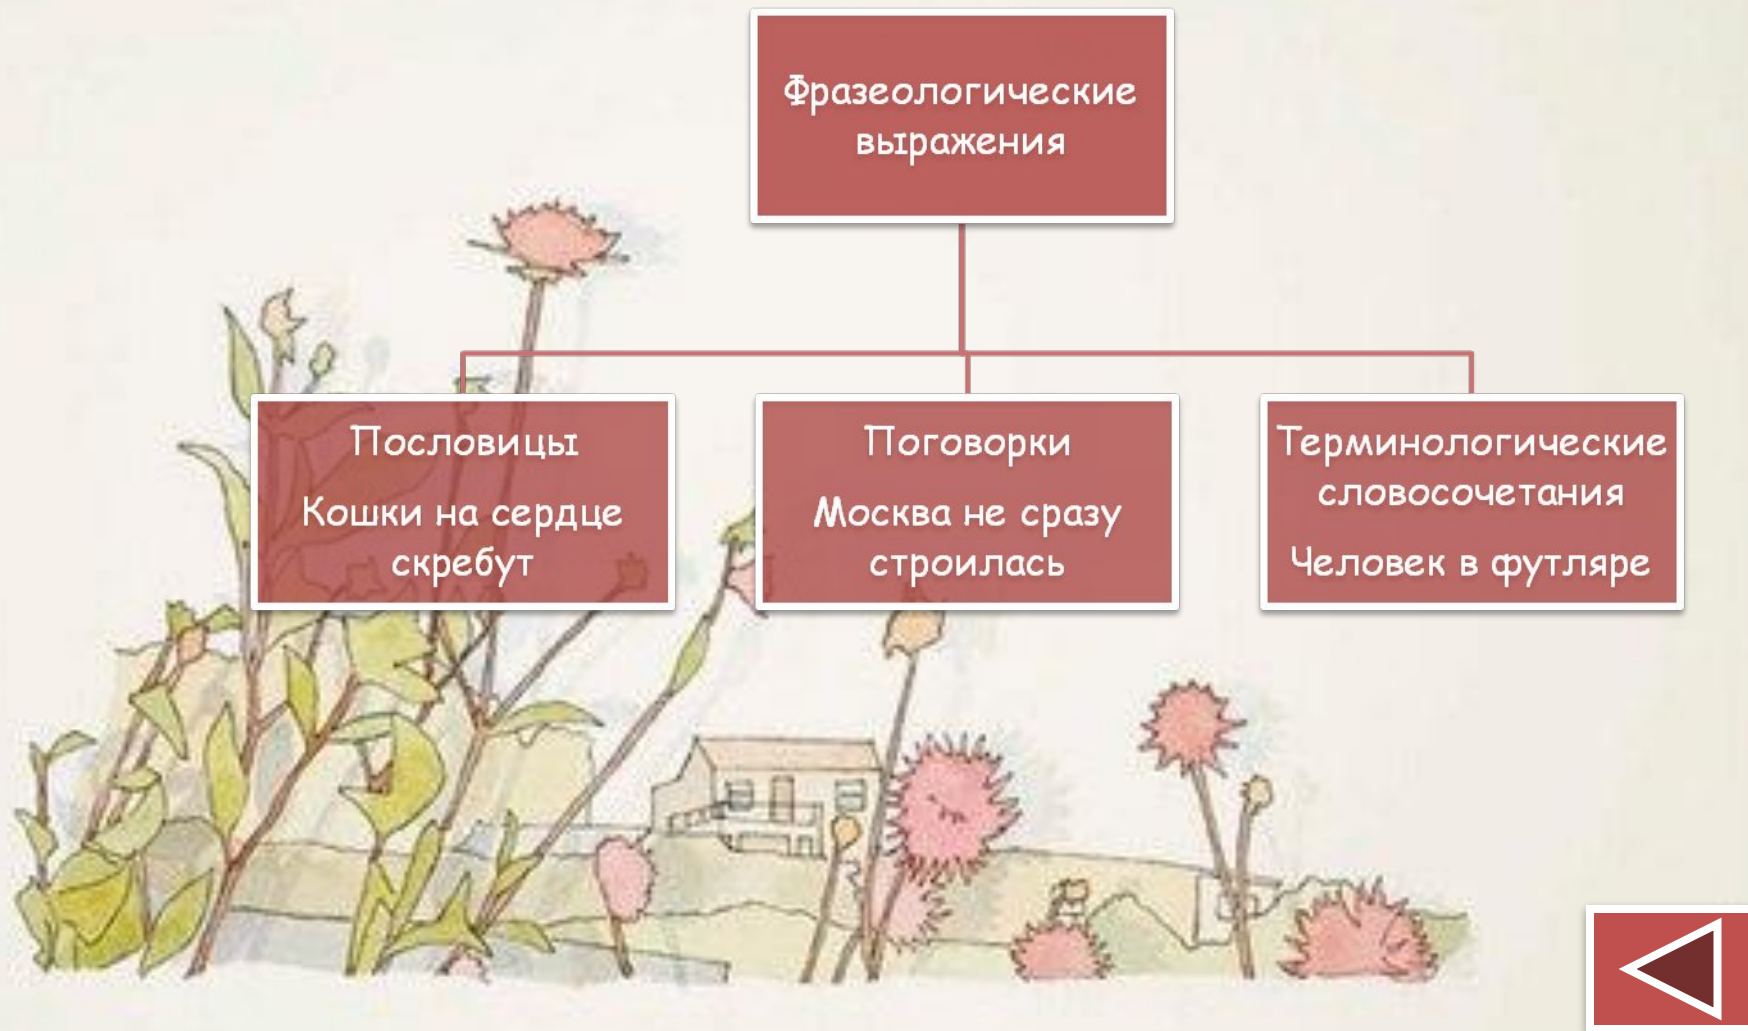 Фразеологические
выражения
Пословицы
Кошки на сердце
скребут
Поговорки
Москва не сразу
строилась
Терминологические
словосочетания
Человек в футляре